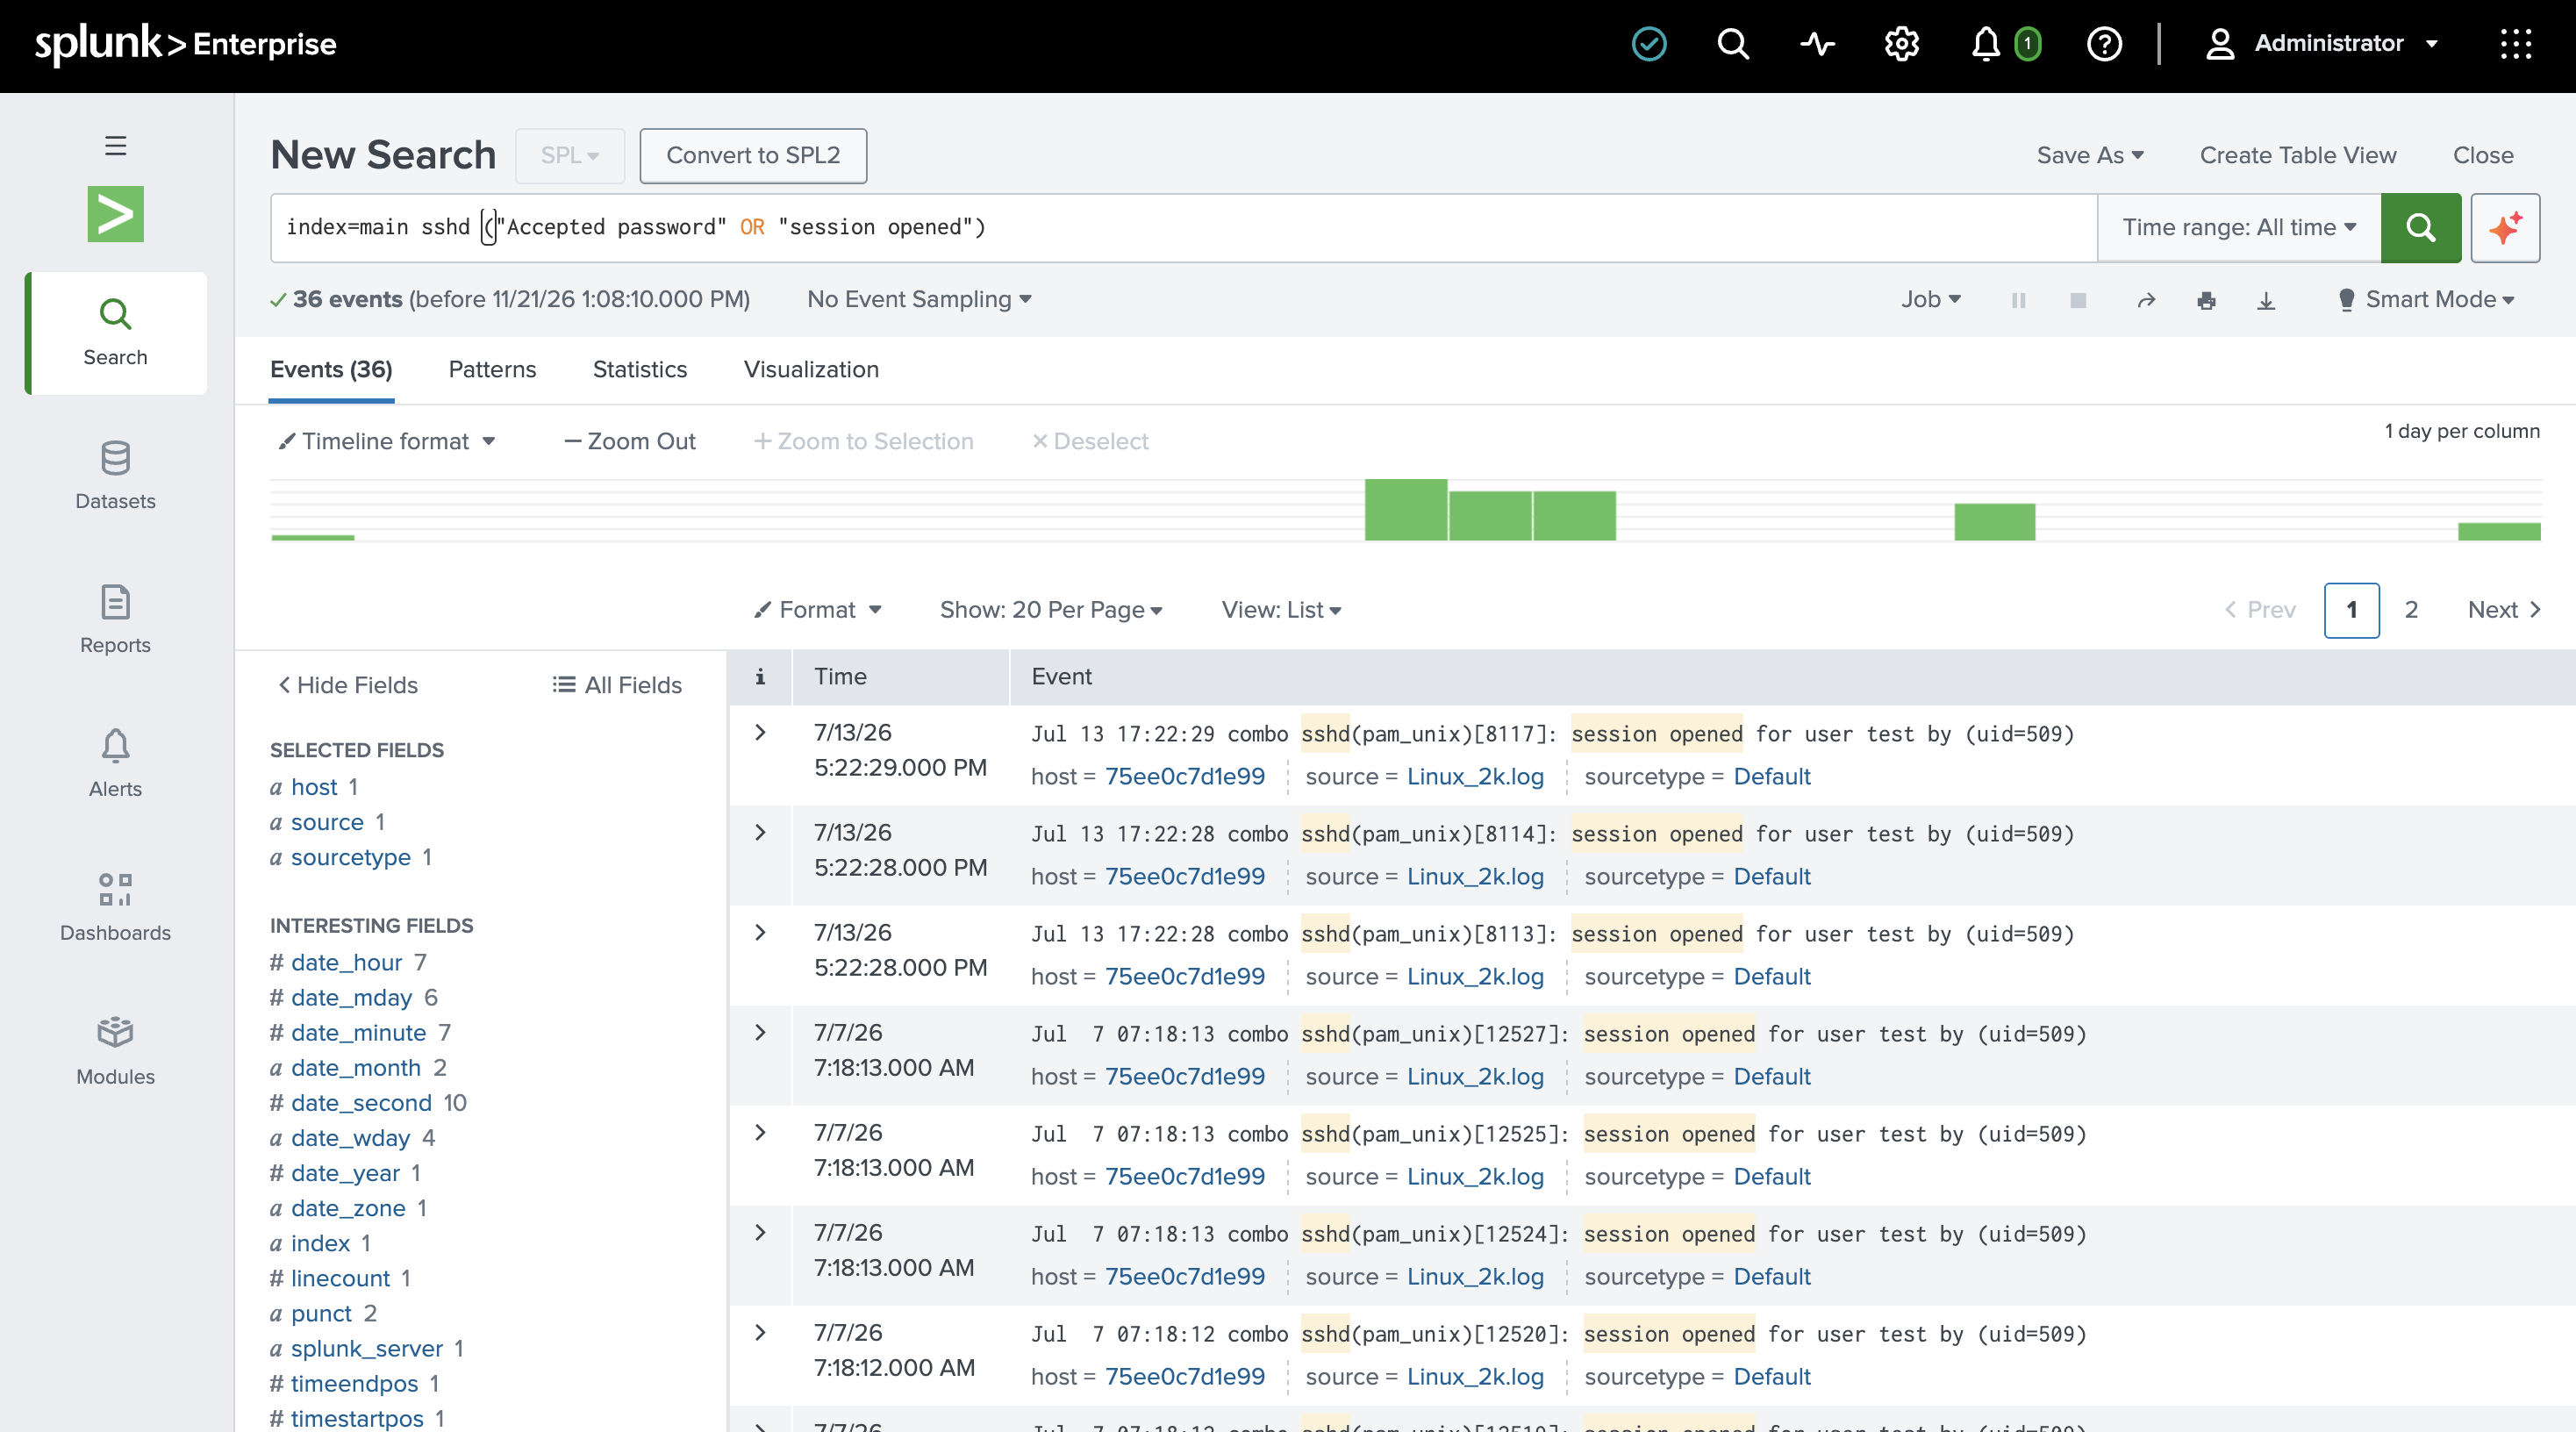 splunk> Enterprise
1
Administrator
New Search
SPL
Convert to SPL2
Save As
Create Table View
Close
index=main sshd ("Accepted password" OR "session opened")
Time range: All time
36 events (before 11/21/26 1:08:10.000 PM)
No Event Sampling
Job
Smart Mode
Search
Datasets
Reports
Alerts
Dashboards
Modules
Events (36)
Patterns
Statistics
Visualization
Timeline format
Zoom Out
+ Zoom to Selection
× Deselect
1 day per column
Format
Show: 20 Per Page
View: List
< Prev
1
2
Next >
< Hide Fields
All Fields
SELECTED FIELDS
a host 1
a source 1
a sourcetype 1
INTERESTING FIELDS
# date_hour 7
# date_mday 6
# date_minute 7
a date_month 2
# date_second 10
a date_wday 4
# date_year 1
a date_zone 1
a index 1
# linecount 1
a punct 2
a splunk_server 1
# timeendpos 1
# timestartpos 1
i
Time
Event
7/13/26
5:22:29.000 PM
Jul 13 17:22:29 combo sshd(pam_unix)[8117]: session opened for user test by (uid=509)
host = 75ee0c7d1e99 source = Linux_2k.log sourcetype = Default
7/13/26
5:22:28.000 PM
Jul 13 17:22:28 combo sshd(pam_unix)[8114]: session opened for user test by (uid=509)
host = 75ee0c7d1e99 source = Linux_2k.log sourcetype = Default
7/13/26
5:22:28.000 PM
Jul 13 17:22:28 combo sshd(pam_unix)[8113]: session opened for user test by (uid=509)
host = 75ee0c7d1e99 source = Linux_2k.log sourcetype = Default
7/7/26
7:18:13.000 AM
Jul  7 07:18:13 combo sshd(pam_unix)[12527]: session opened for user test by (uid=509)
host = 75ee0c7d1e99 source = Linux_2k.log sourcetype = Default
7/7/26
7:18:13.000 AM
Jul  7 07:18:13 combo sshd(pam_unix)[12525]: session opened for user test by (uid=509)
host = 75ee0c7d1e99 source = Linux_2k.log sourcetype = Default
7/7/26
7:18:13.000 AM
Jul  7 07:18:13 combo sshd(pam_unix)[12524]: session opened for user test by (uid=509)
host = 75ee0c7d1e99 source = Linux_2k.log sourcetype = Default
7/7/26
7:18:12.000 AM
Jul  7 07:18:12 combo sshd(pam_unix)[12520]: session opened for user test by (uid=509)
host = 75ee0c7d1e99 source = Linux_2k.log sourcetype = Default